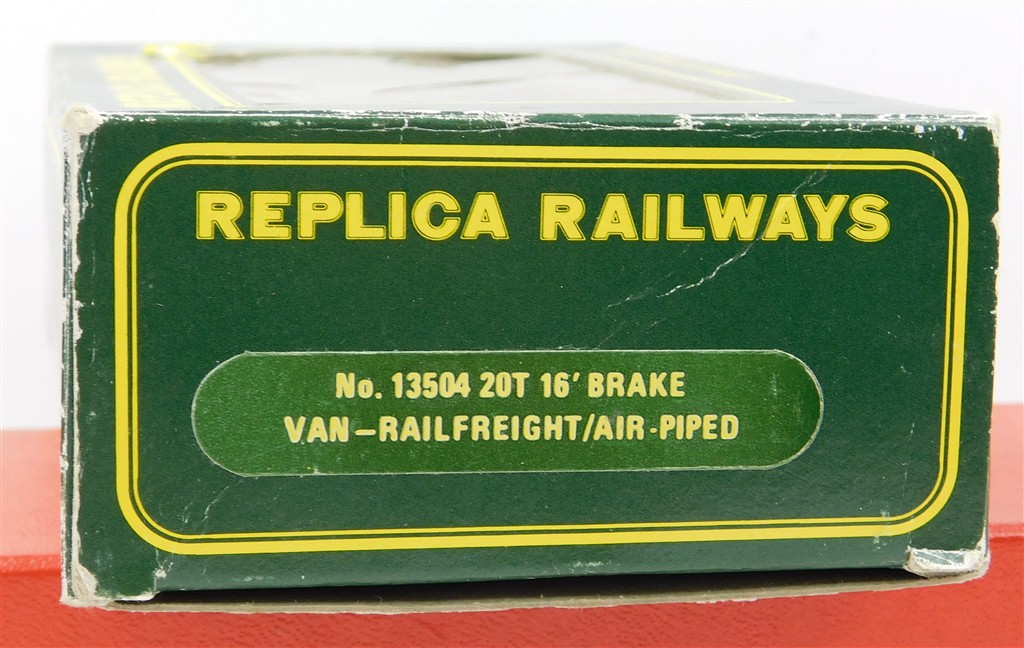 REPLICA RAILWAYS
No. 13504 20T 16' BRAKE
VAN-RAILFREIGHT/AIR-PIPED